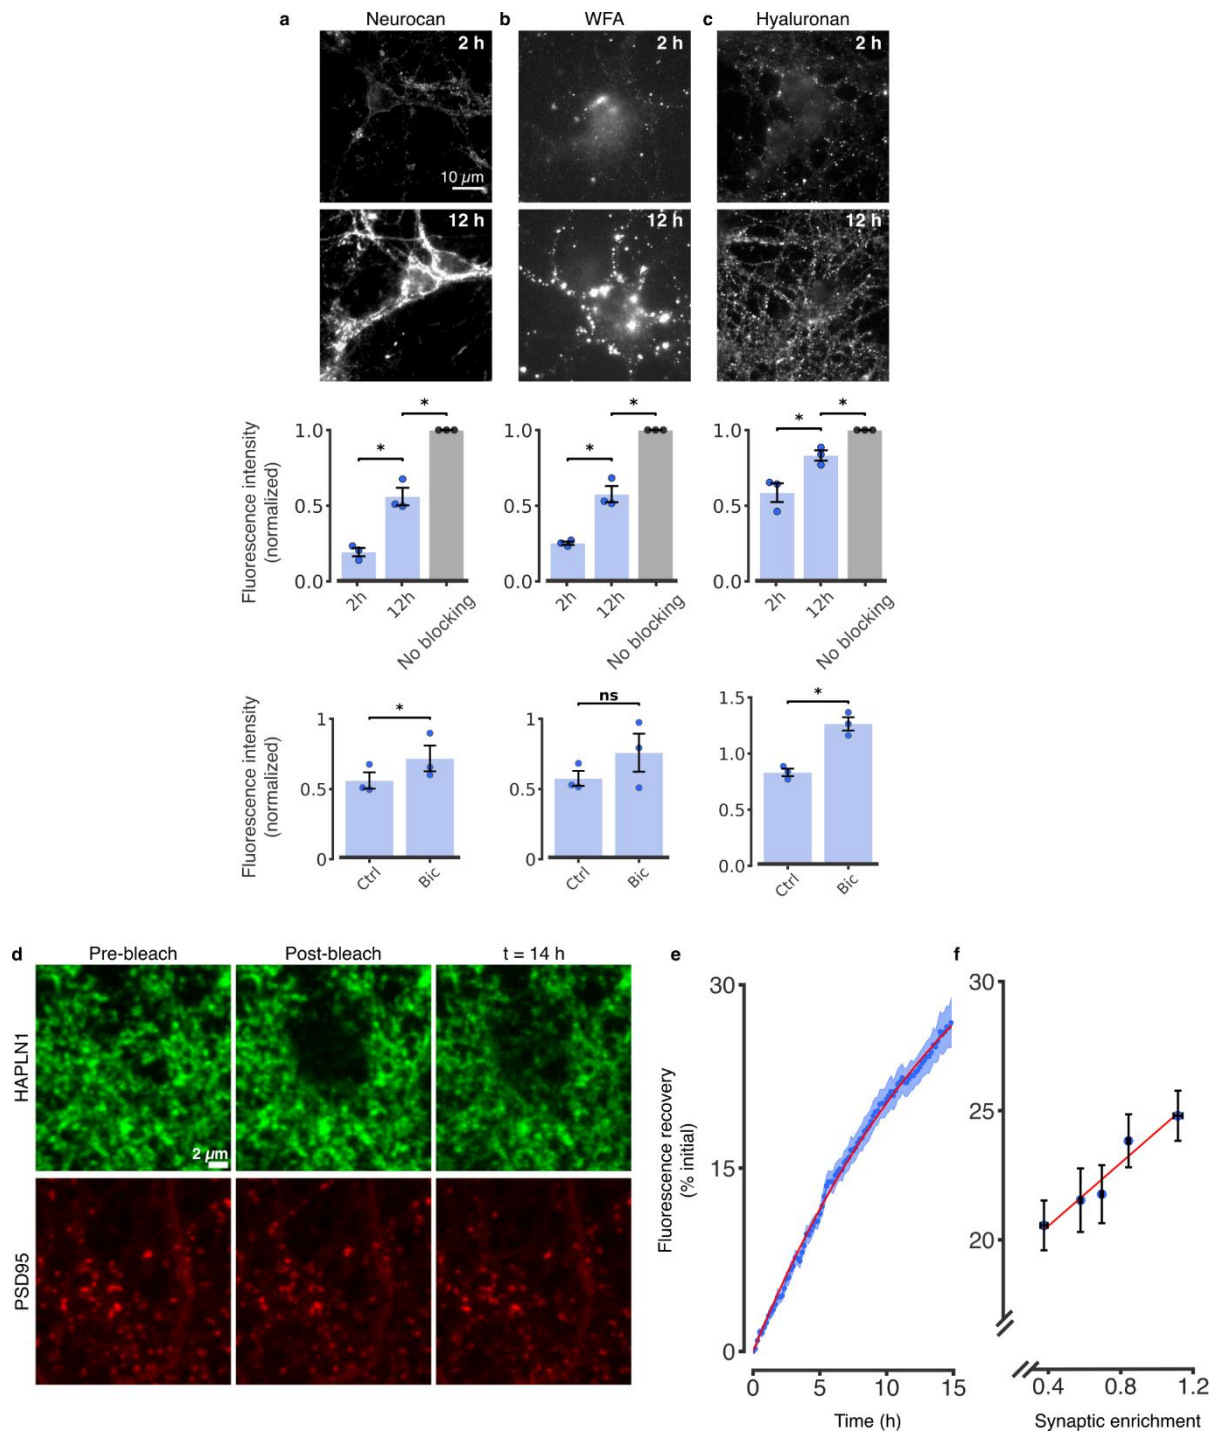 a Neurocan b WFA c Hyaluronan
2 h 2 h 2 h
10 µm
12 h 12 h 12 h
Fluorescence intensity
(normalized)
* * * * * *
1.0 1.0 1.0
0.5 0.5 0.5
0.0 0.0 0.0
2h 12h No blocking 2h 12h No blocking 2h 12h No blocking
Fluorescence intensity
(normalized)
* ns *
1 1 1.5
1.0
0.5 0.5 0.5
0 0 0.0
Ctrl Bic Ctrl Bic Ctrl Bic
d Pre-bleach Post-bleach t = 14 h
HAPLN1
2 µm
PSD95
e
Fluorescence recovery
(% initial)
30
15
0
0 5 10 15
Time (h)
f
30
25
20
0.4 0.8 1.2
Synaptic enrichment